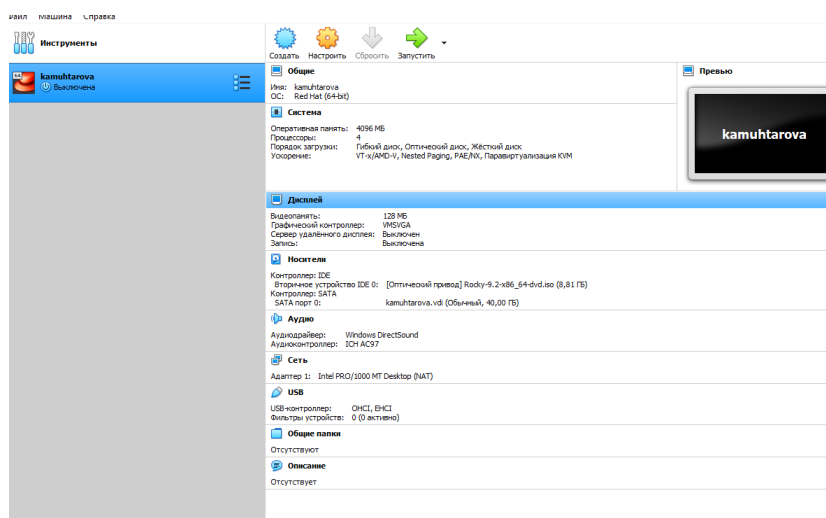 Файл Машина Справка
Инструменты
Создать Настроить Сбросить Запустить
64
kamuhtarova
Выключена
Общие
Имя: kamuhtarova
ОС: Red Hat (64-bit)
Превью
kamuhtarova
Система
Оперативная память: 4096 МБ
Процессоры: 4
Порядок загрузки: Гибкий диск, Оптический диск, Жёсткий диск
Ускорение: VT-x/AMD-V, Nested Paging, PAE/NX, Паравиртуализация KVM
Дисплей
Видеопамять: 128 МБ
Графический контроллер: VMSVGA
Сервер удалённого дисплея: Выключен
Запись: Выключена
Носители
Контроллер: IDE
Вторичное устройство IDE 0: [Оптический привод] Rocky-9.2-x86_64-dvd.iso (8,81 ГБ)
Контроллер: SATA
SATA порт 0: kamuhtarova.vdi (Обычный, 40,00 ГБ)
Аудио
Аудиодрайвер: Windows DirectSound
Аудиоконтроллер: ICH AC97
Сеть
Адаптер 1: Intel PRO/1000 MT Desktop (NAT)
USB
USB-контроллер: OHCI, EHCI
Фильтры устройств: 0 (0 активно)
Общие папки
Отсутствуют
Описание
Отсутствует